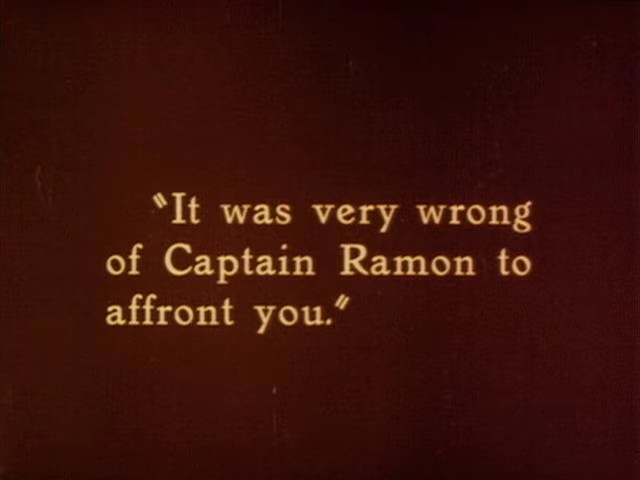 "It was very wrong
of Captain Ramon to
affront you."